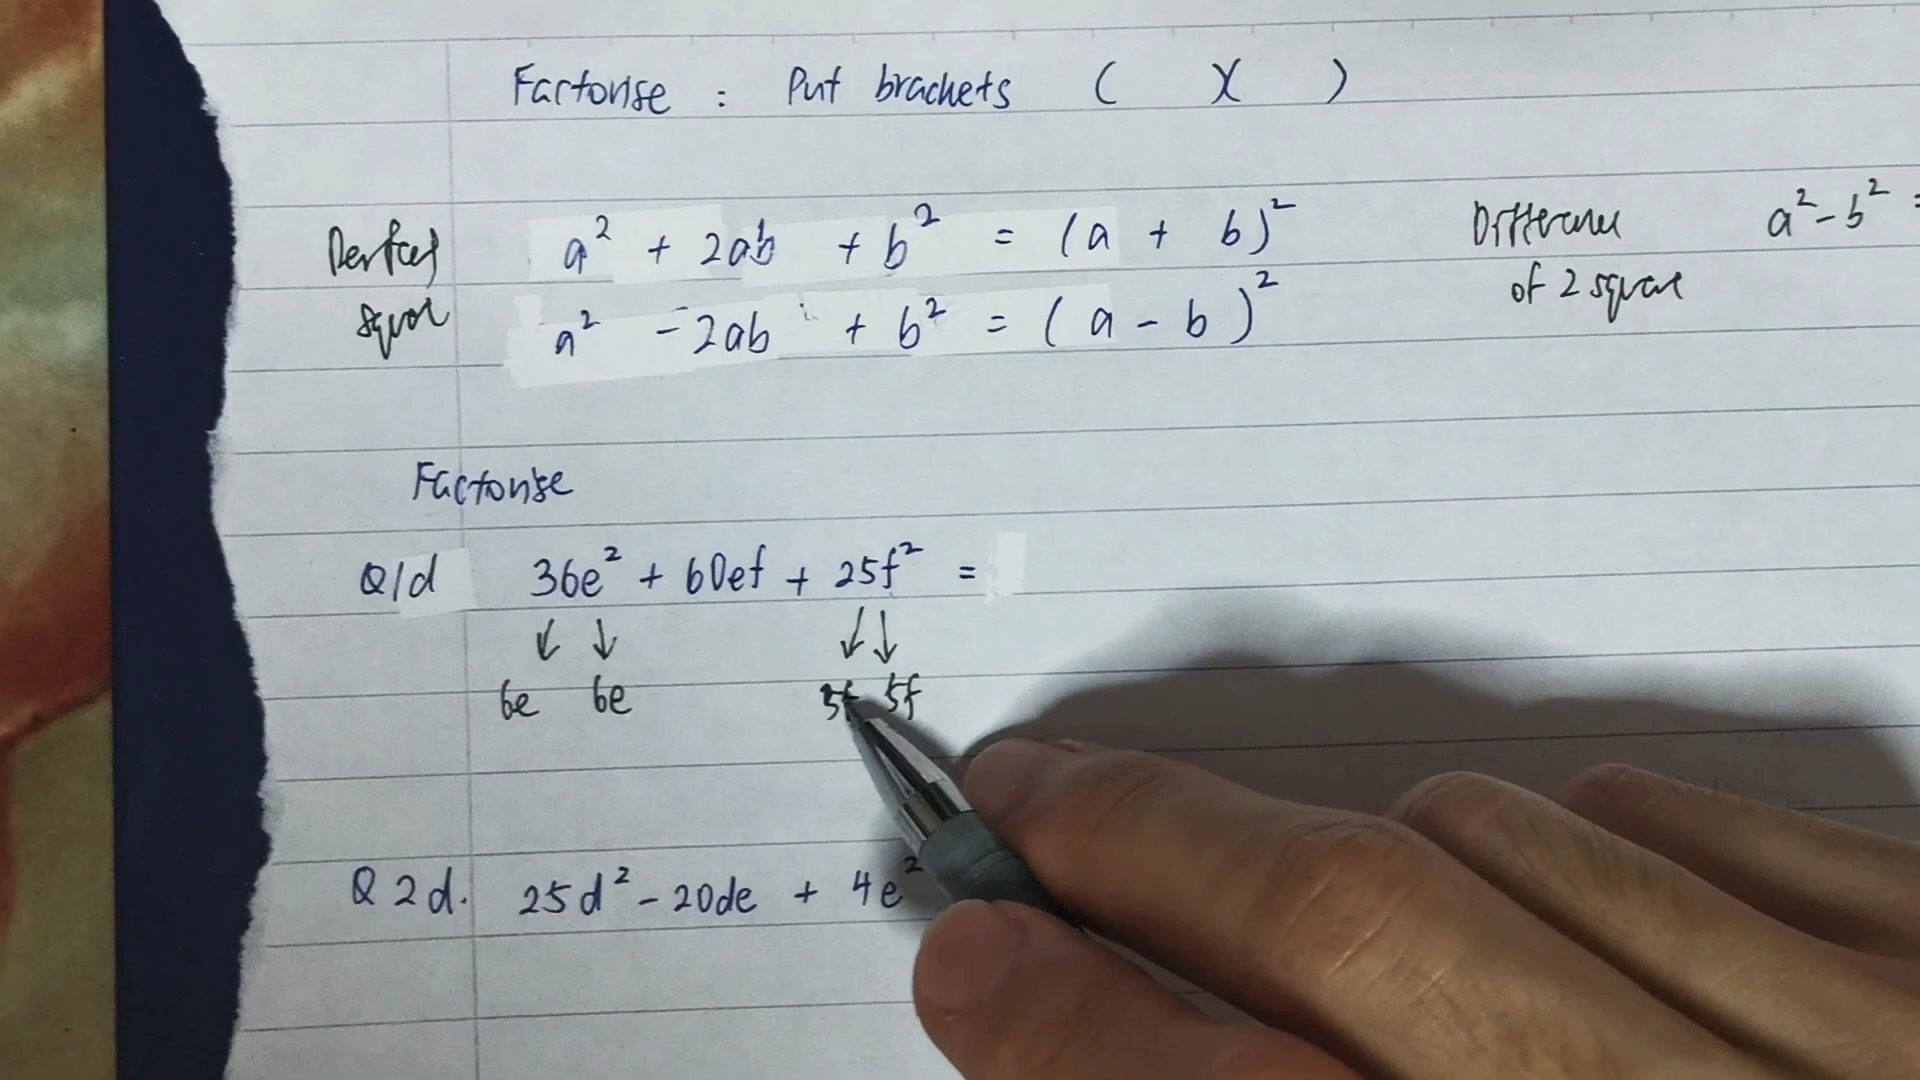 Factorise : Put brackets ( )( )
Perfect a² + 2ab + b² = (a + b)² Difference a² - b² =
square a² - 2ab + b² = (a - b)² of 2 square
Factorise
Q1d 36e² + 60ef + 25f² =
↓ ↓ ↓ ↓
6e 6e 5f 5f
Q2d. 25d² - 20de + 4e²